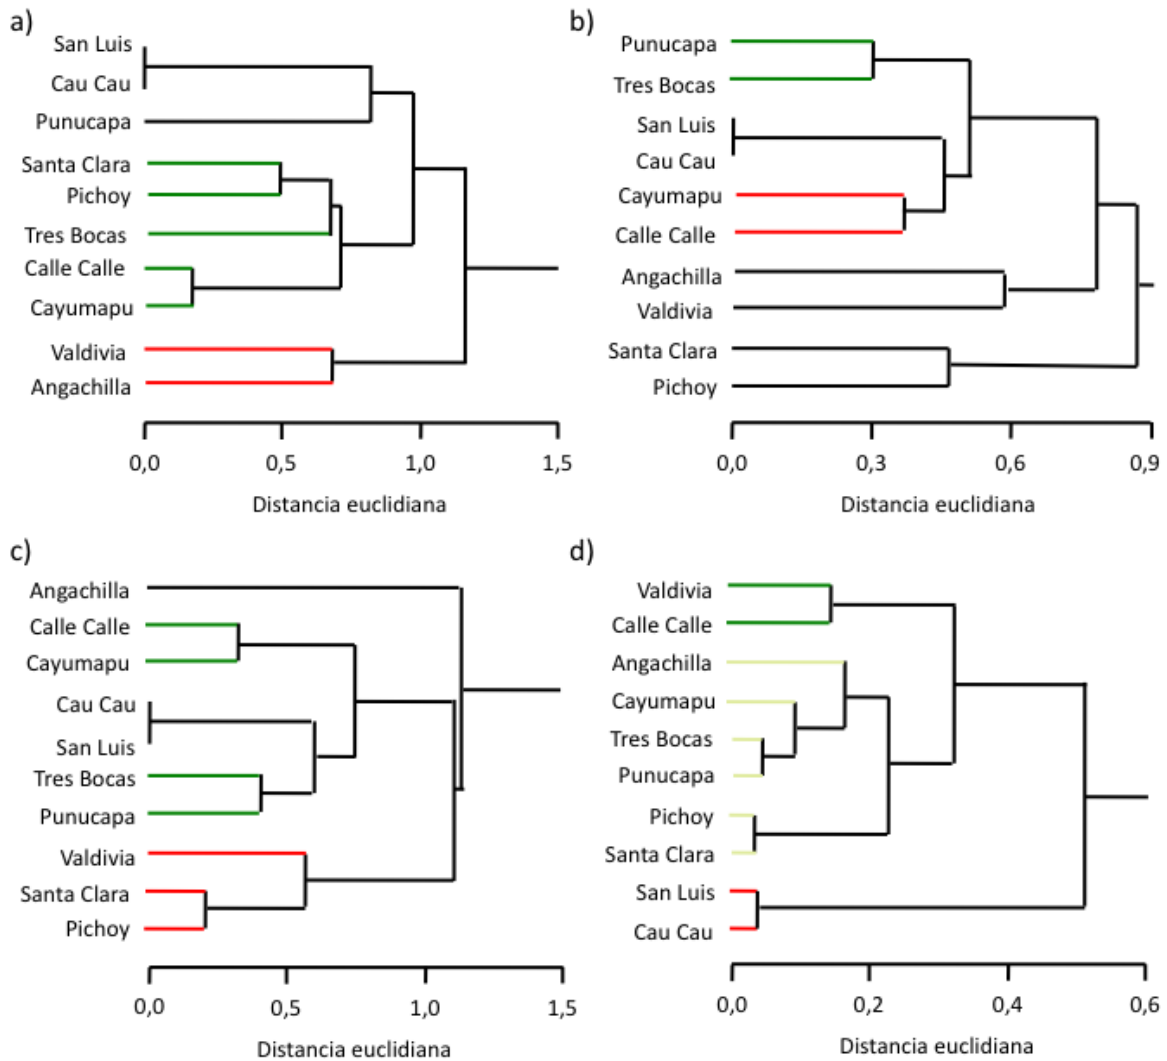 a)
San Luis
Cau Cau
Punucapa
Santa Clara
Pichoy
Tres Bocas
Calle Calle
Cayumapu
Valdivia
Angachilla
0,0 0,5 1,0 1,5
Distancia euclidiana
b)
Punucapa
Tres Bocas
San Luis
Cau Cau
Cayumapu
Calle Calle
Angachilla
Valdivia
Santa Clara
Pichoy
0,0 0,3 0,6 0,9
Distancia euclidiana
c)
Angachilla
Calle Calle
Cayumapu
Cau Cau
San Luis
Tres Bocas
Punucapa
Valdivia
Santa Clara
Pichoy
0,0 0,5 1,0 1,5
Distancia euclidiana
d)
Valdivia
Calle Calle
Angachilla
Cayumapu
Tres Bocas
Punucapa
Pichoy
Santa Clara
San Luis
Cau Cau
0,0 0,2 0,4 0,6
Distancia euclidiana